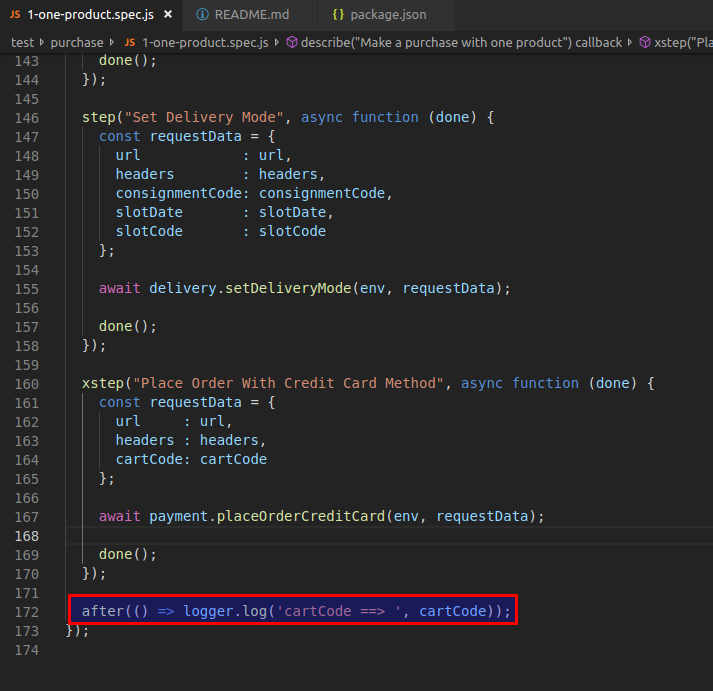 JS 1-one-product.spec.js × ⓘ README.md {} package.json
test › purchase › JS 1-one-product.spec.js › describe("Make a purchase with one product") callback › xstep("Pla
143     done();
144   });
145
146   step("Set Delivery Mode", async function (done) {
147     const requestData = {
148       url            : url,
149       headers        : headers,
150       consignmentCode: consignmentCode,
151       slotDate       : slotDate,
152       slotCode       : slotCode
153     };
154
155     await delivery.setDeliveryMode(env, requestData);
156
157     done();
158   });
159
160   xstep("Place Order With Credit Card Method", async function (done) {
161     const requestData = {
162       url     : url,
163       headers : headers,
164       cartCode: cartCode
165     };
166
167     await payment.placeOrderCreditCard(env, requestData);
168
169     done();
170   });
171
172   after(() => logger.log('cartCode ==> ', cartCode));
173 });
174